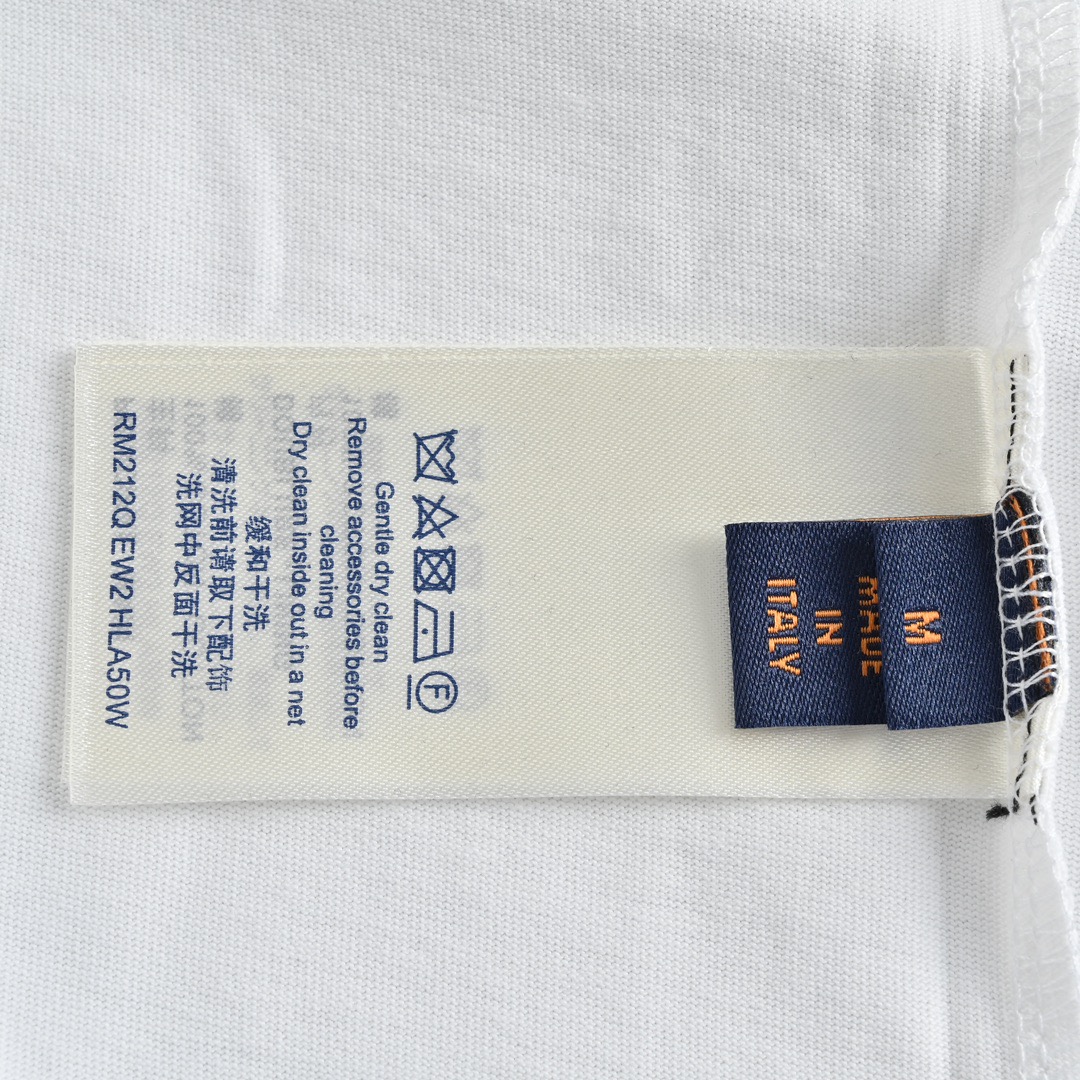 Gentle dry clean
Remove accessories before
cleaning
Dry clean inside out in a net
缓和干洗
清洗前请取下配饰
洗网中反面干洗
RM212Q EW2 HLA50W
M
MADE
IN
ITALY
F